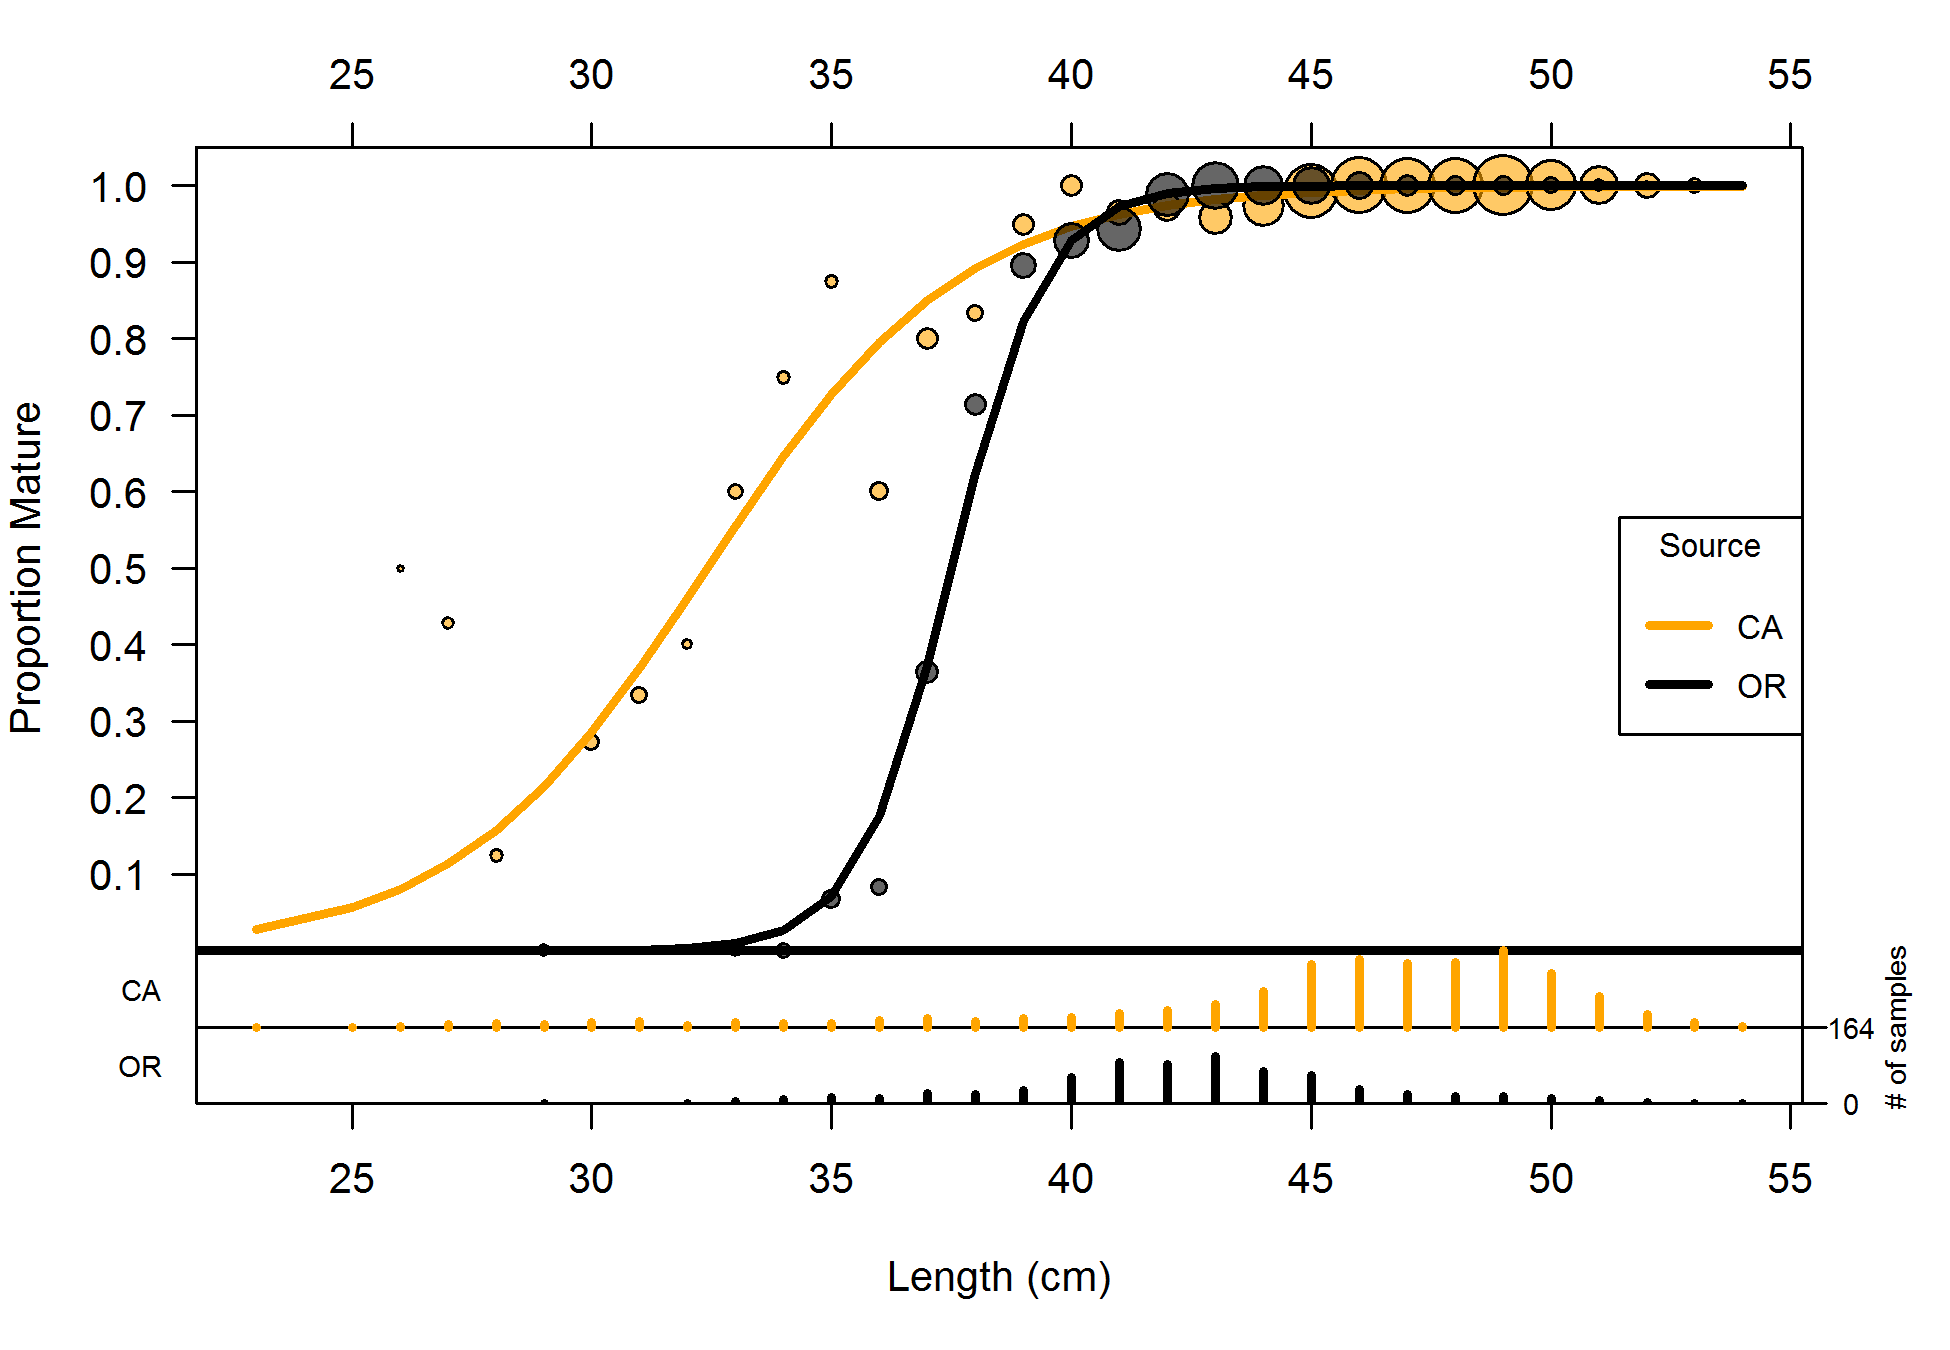 25 30 35 40 45 50 55
1.0
0.9
0.8
0.7
0.6
0.5
0.4
0.3
0.2
0.1
Proportion Mature
Source
CA
OR
CA
OR
164
0
# of samples
25 30 35 40 45 50 55
Length (cm)